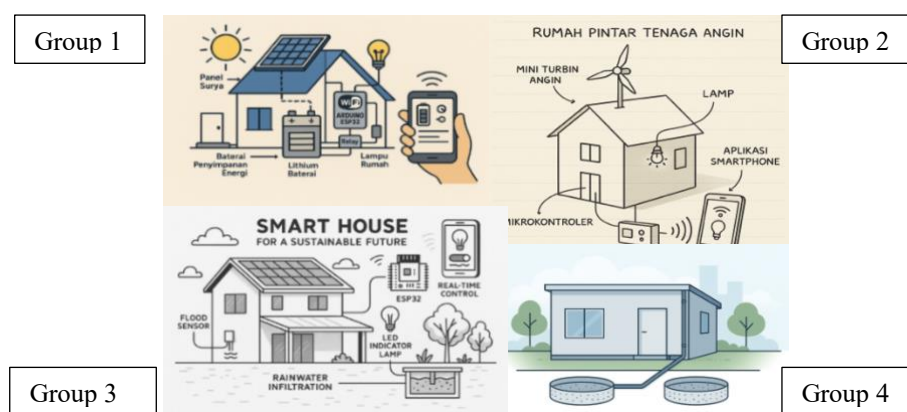 Group 1
Panel
Surya
WiFi
ARDUINO
ESP32
Relay
Baterai
Penyimpanan
Energi
Lithium
Baterai
Lampu
Rumah
Group 2
RUMAH PINTAR TENAGA ANGIN
MINI TURBIN
ANGIN
LAMP
APLIKASI
SMARTPHONE
MIKROKONTROLER
Group 3
SMART HOUSE
FOR A SUSTAINABLE FUTURE
FLOOD
SENSOR
ESP32
REAL-TIME
CONTROL
LED
INDICATOR
LAMP
RAINWATER
INFILTRATION
Group 4